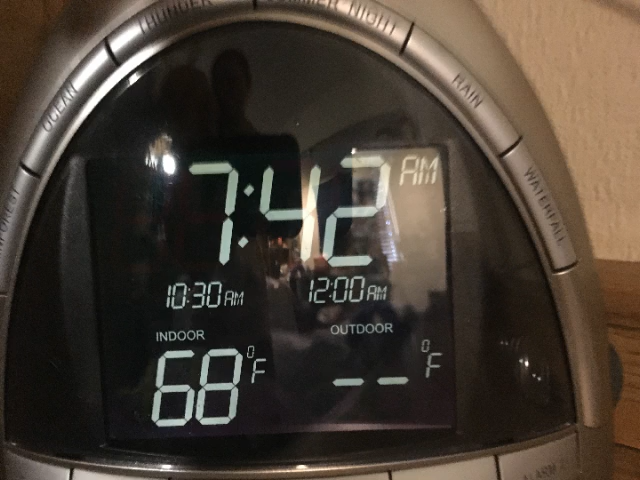 THUNDER SUMMER NIGHT
OCEAN RAIN
WATERFALL
7:42 AM
10:30 AM 12:00 AM
INDOOR OUTDOOR
68°F -- °F
ALARM